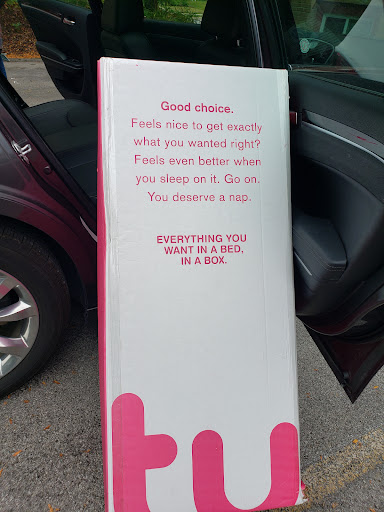 Good choice.
Feels nice to get exactly
what you wanted right?
Feels even better when
you sleep on it. Go on.
You deserve a nap.
EVERYTHING YOU
WANT IN A BED,
IN A BOX.
tu